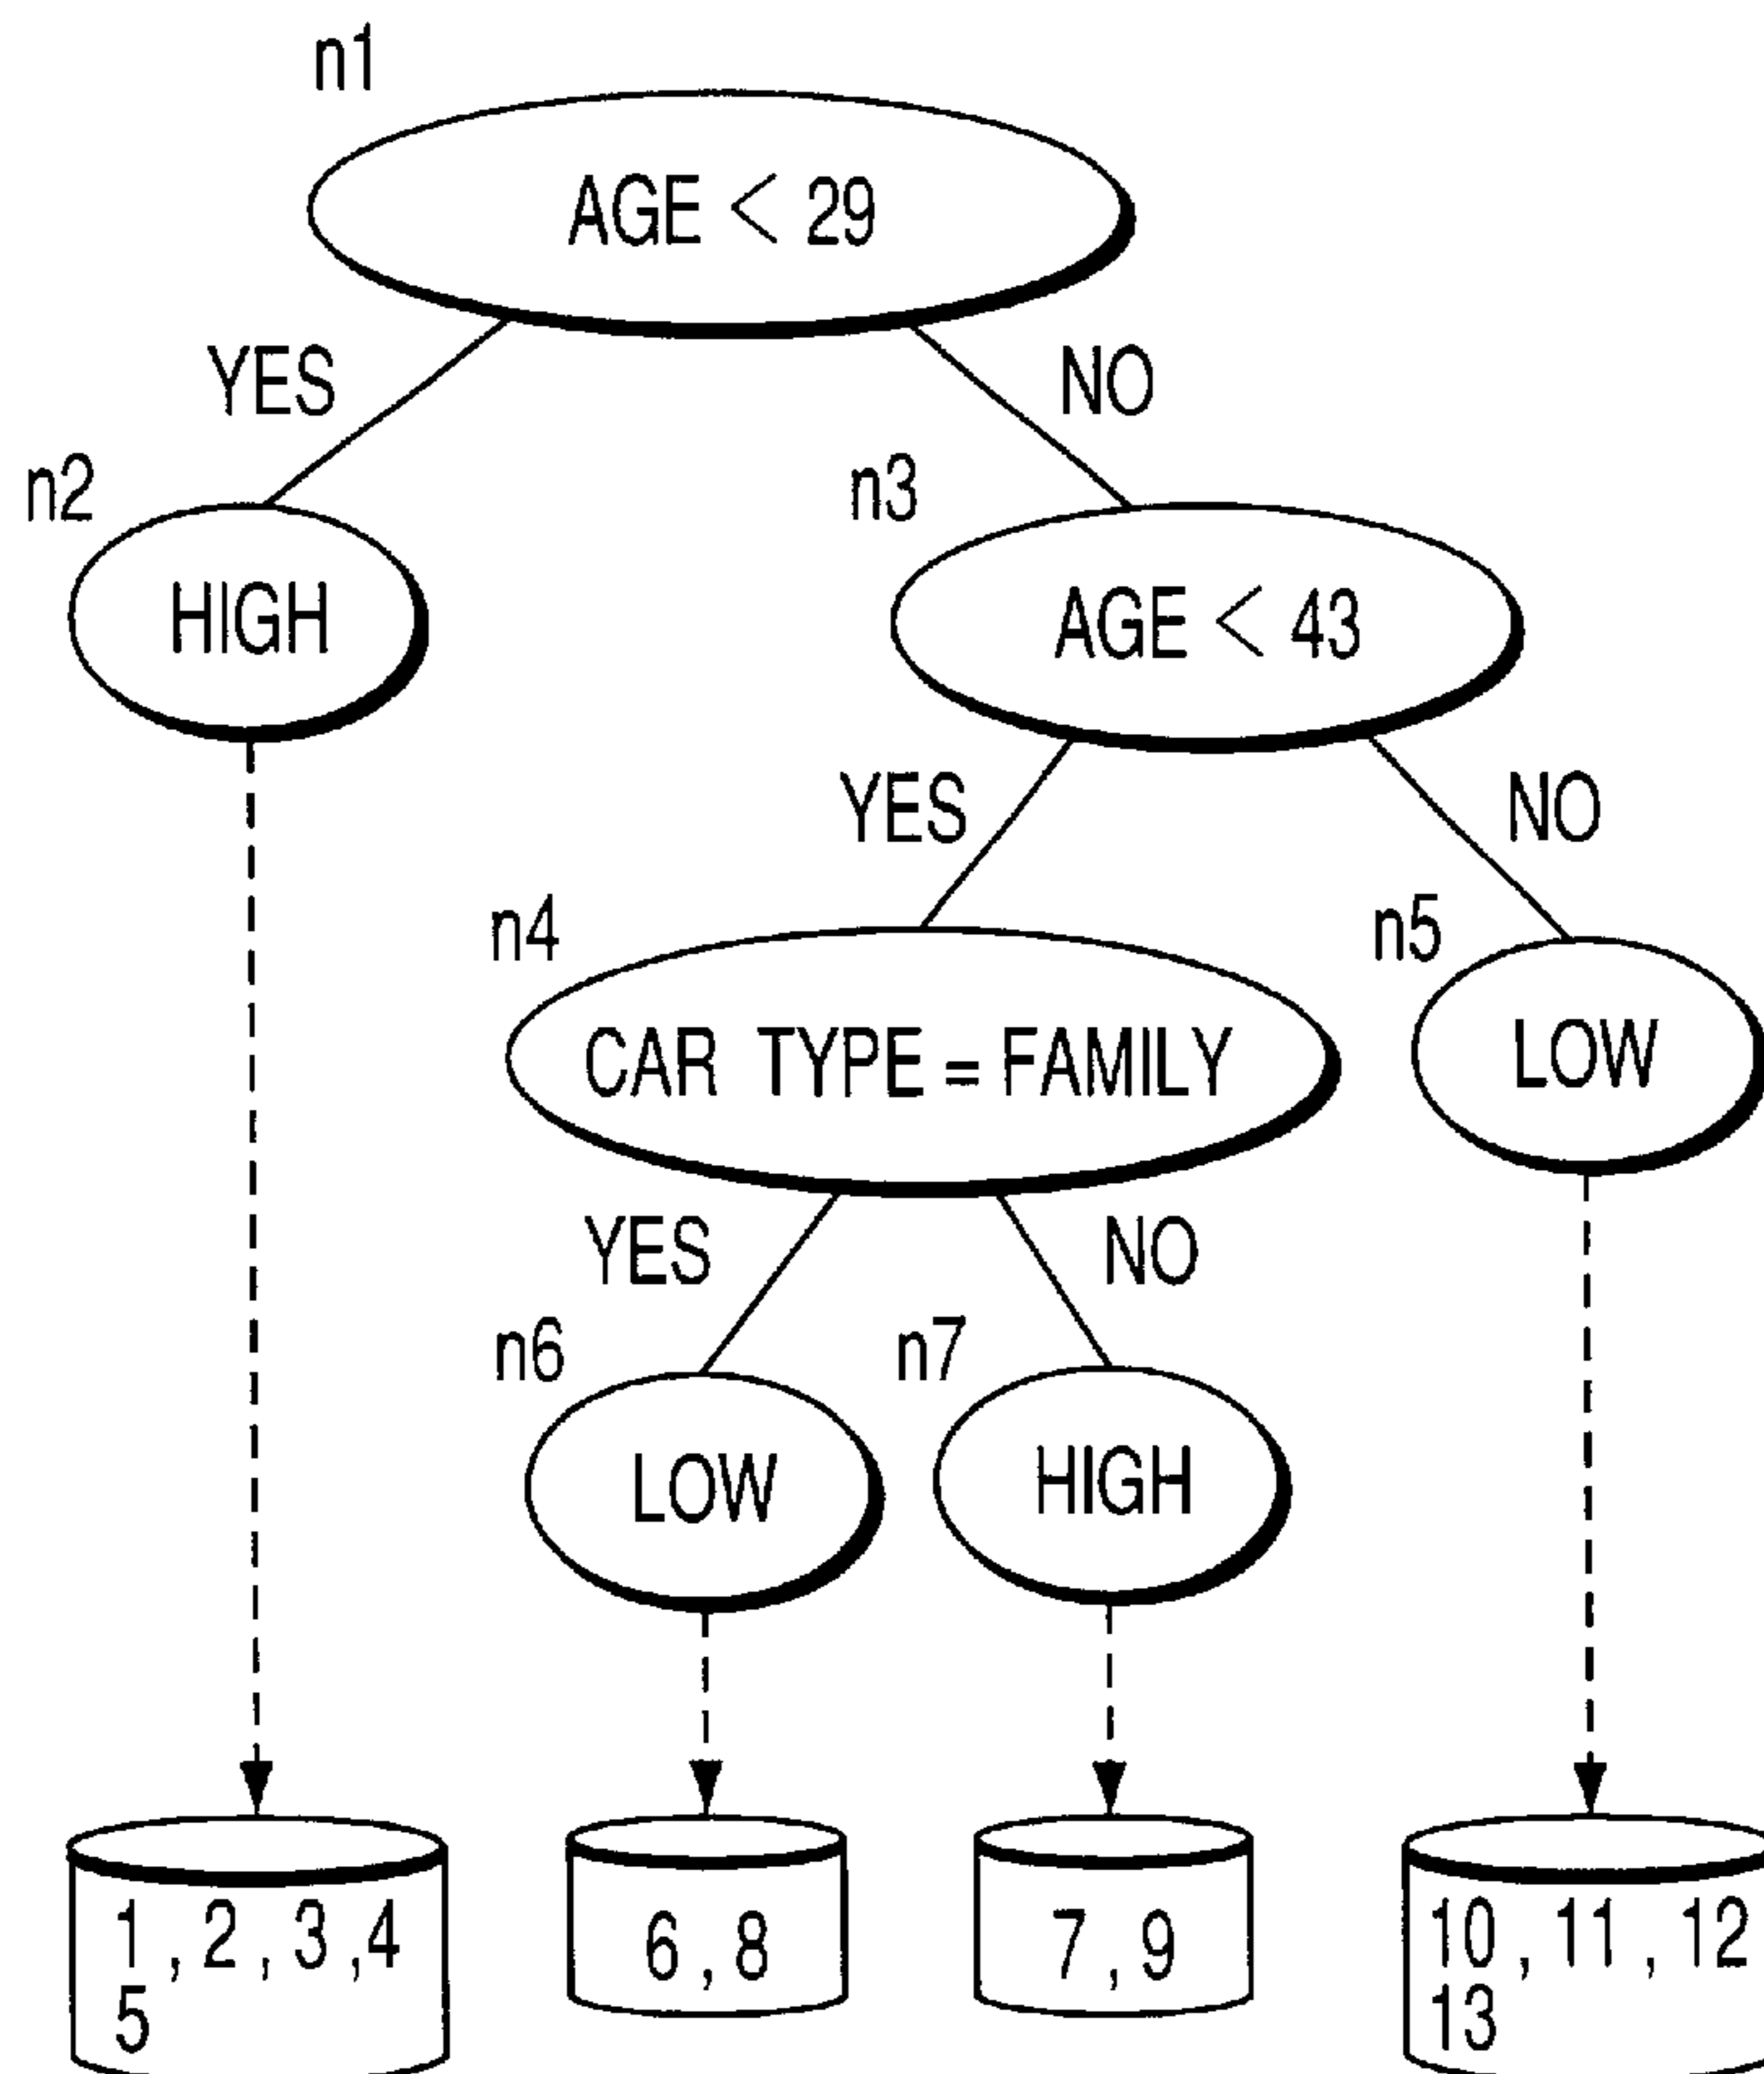 n1
AGE < 29
YES
NO
n2
n3
HIGH
AGE < 43
YES
NO
n4
n5
CAR TYPE = FAMILY
LOW
YES
NO
n6
n7
LOW
HIGH
1,2,3,4
5
6,8
7,9
10,11,12
13